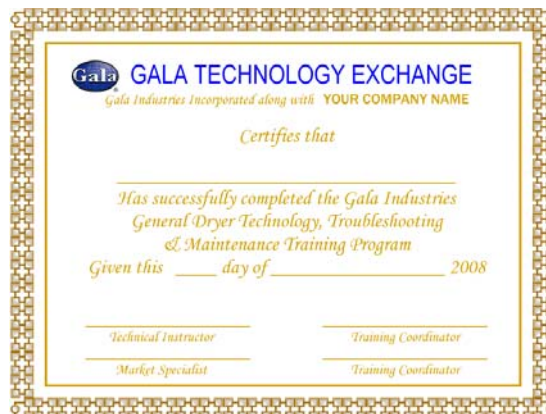 Gala® GALA TECHNOLOGY EXCHANGE
Gala Industries Incorporated along with YOUR COMPANY NAME
Certifies that
Has successfully completed the Gala Industries
General Dryer Technology, Troubleshooting
& Maintenance Training Program
Given this ____ day of ________________ 2008
Technical Instructor Training Coordinator
Market Specialist Training Coordinator